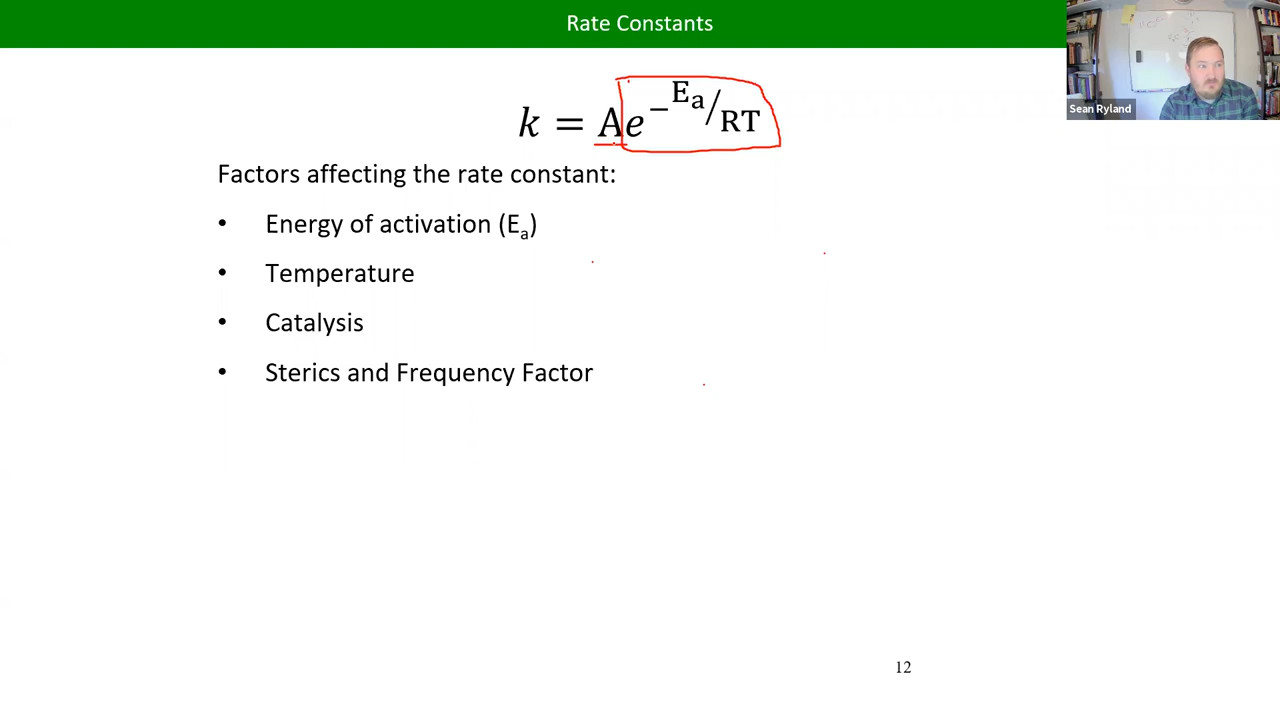 Rate Constants
Sean Ryland
k = Ae^−Ea/RT
Factors affecting the rate constant:
• Energy of activation (Ea)
• Temperature
• Catalysis
• Sterics and Frequency Factor
12